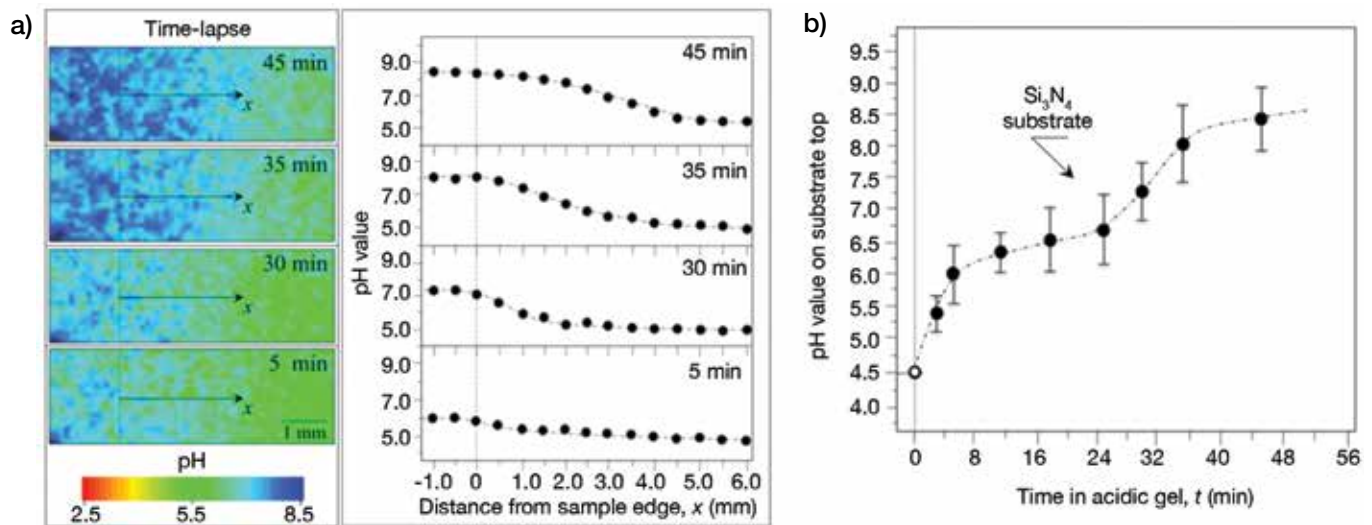 a)
Time-lapse
45 min
x
35 min
x
30 min
x
5 min
x
1 mm
pH
2.5 5.5 8.5
pH value
9.0
7.0
5.0
45 min
9.0
7.0
5.0
35 min
9.0
7.0
5.0
30 min
9.0
7.0
5.0
5 min
-1.0 0 1.0 2.0 3.0 4.0 5.0 6.0
Distance from sample edge, x (mm)
b)
pH value on substrate top
9.5
9.0
8.5
8.0
7.5
7.0
6.5
6.0
5.5
5.0
4.5
4.0
Si₃N₄
substrate
0 8 16 24 32 40 48 56
Time in acidic gel, t (min)